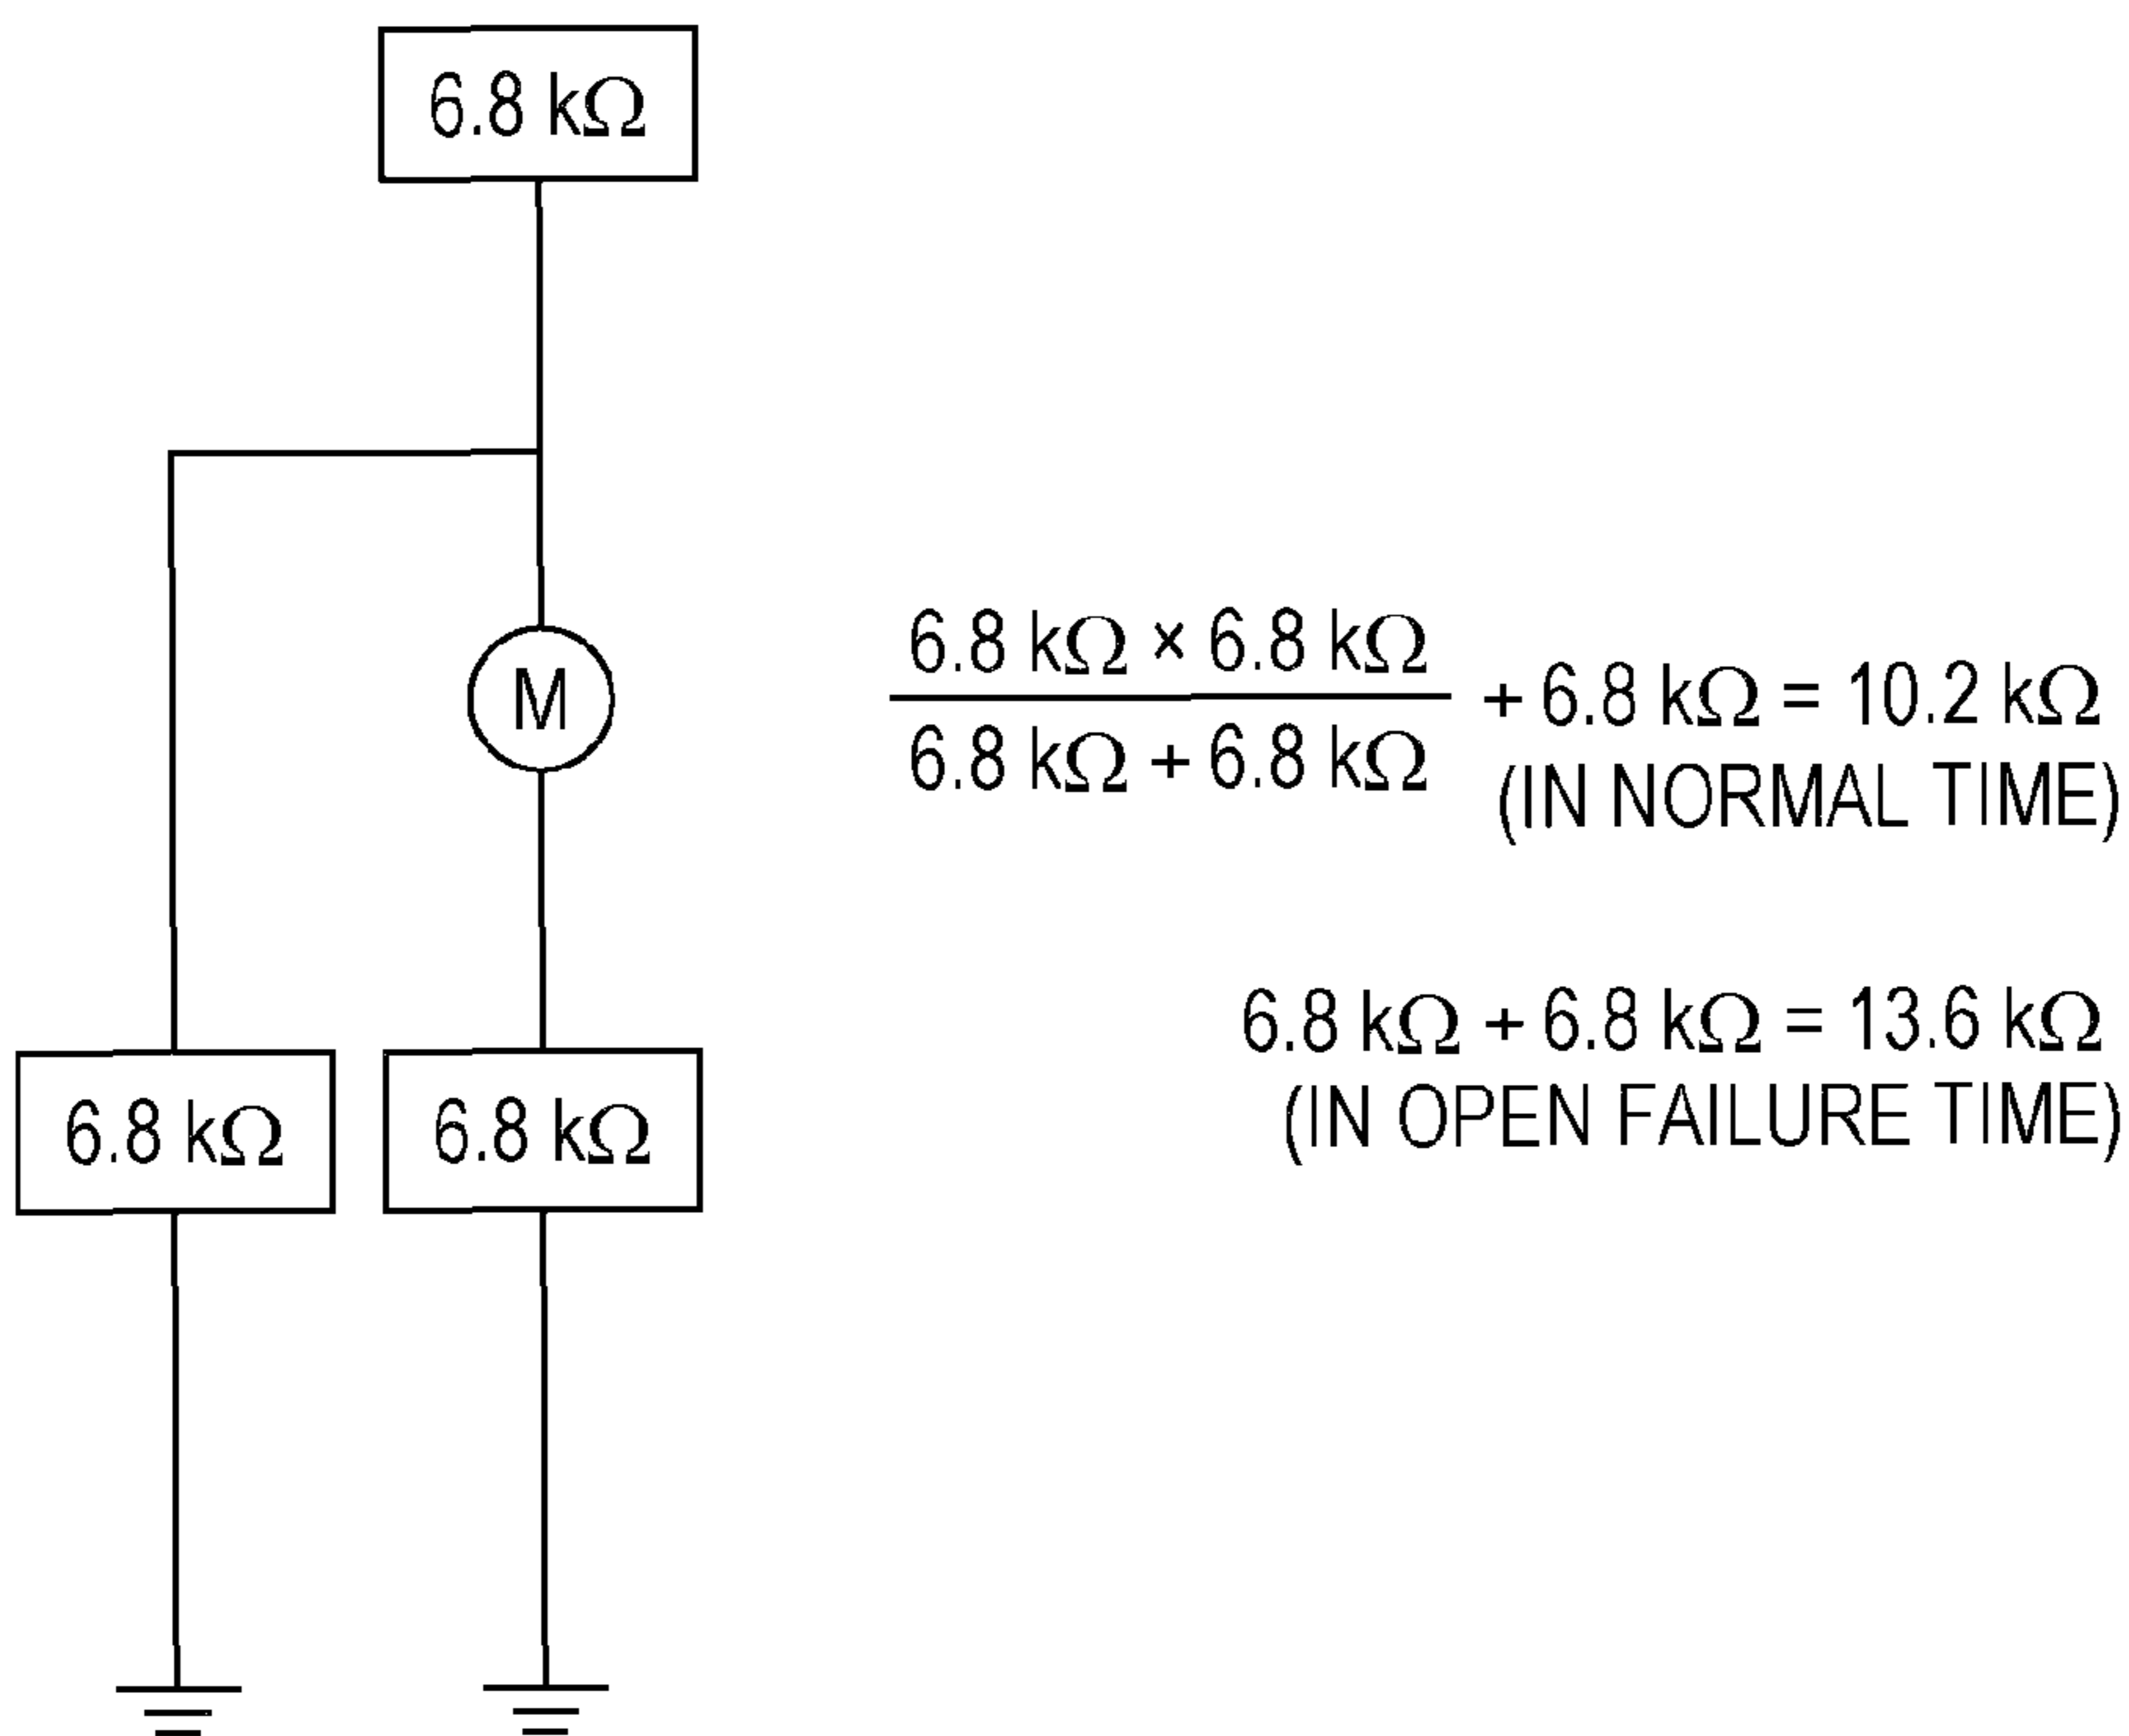 6.8 kΩ
M
6.8 kΩ × 6.8 kΩ
6.8 kΩ + 6.8 kΩ
+ 6.8 kΩ = 10.2 kΩ
(IN NORMAL TIME)
6.8 kΩ + 6.8 kΩ = 13.6 kΩ
(IN OPEN FAILURE TIME)
6.8 kΩ
6.8 kΩ